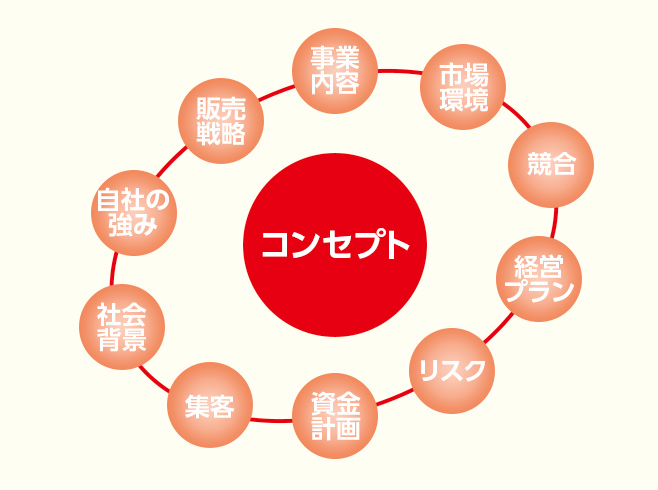 事業
内容
市場
環境
競合
経営
プラン
リスク
資金
計画
集客
社会
背景
自社の
強み
販売
戦略
コンセプト